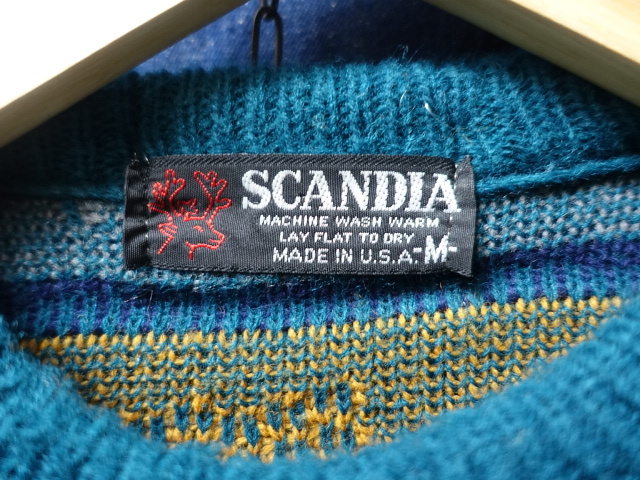 SCANDIA
MACHINE WASH WARM
LAY FLAT TO DRY
MADE IN U.S.A. -M-